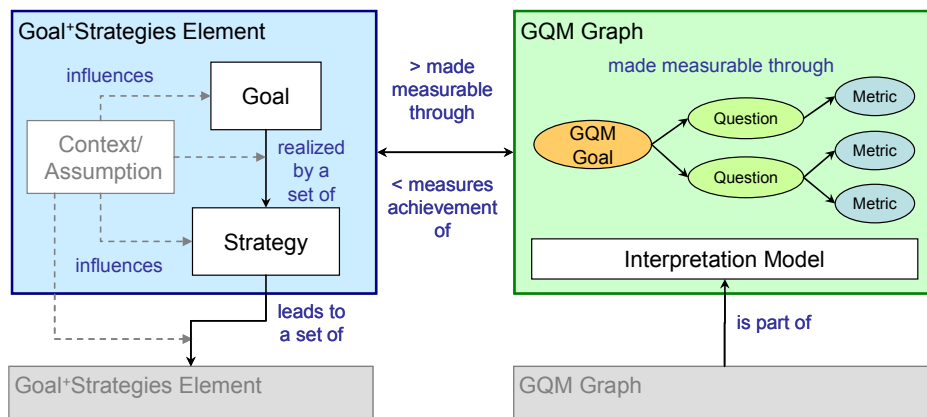 Goal⁺Strategies Element
influences
Goal
Context/
Assumption
realized
by a
set of
Strategy
influences
leads to
a set of
Goal⁺Strategies Element
> made
measurable
through
< measures
achievement
of
GQM Graph
made measurable through
GQM
Goal
Question
Question
Metric
Metric
Metric
Interpretation Model
is part of
GQM Graph